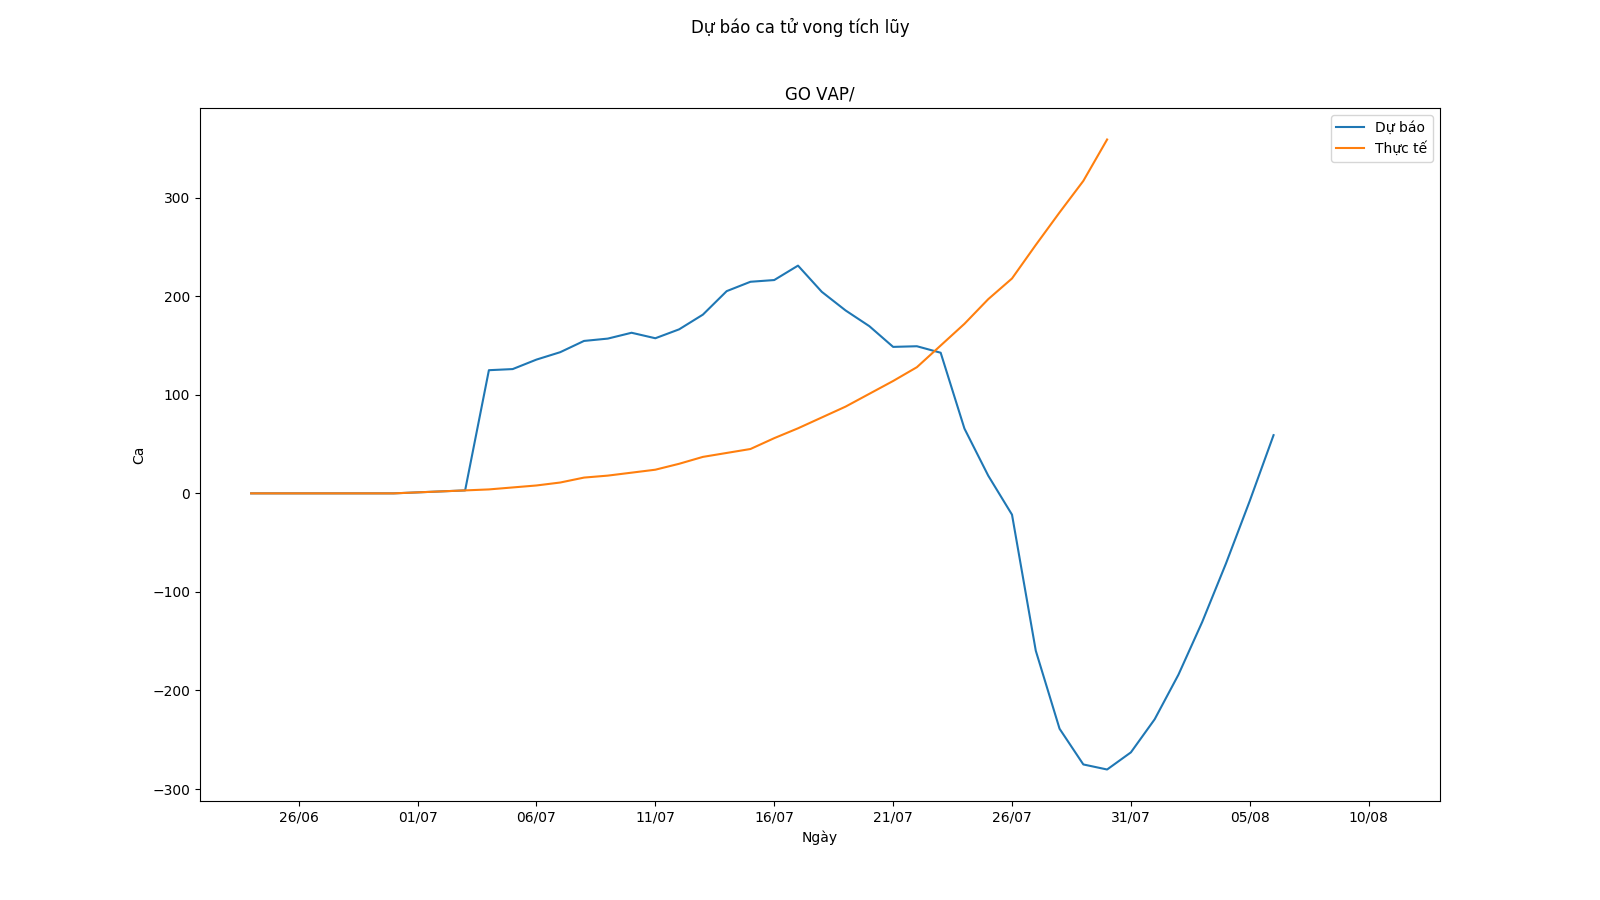 Dự báo ca tử vong tích lũy
GO VAP/
Dự báo
Thực tế
300
200
100
0
−100
−200
−300
Ca
26/06 01/07 06/07 11/07 16/07 21/07 26/07 31/07 05/08 10/08
Ngày